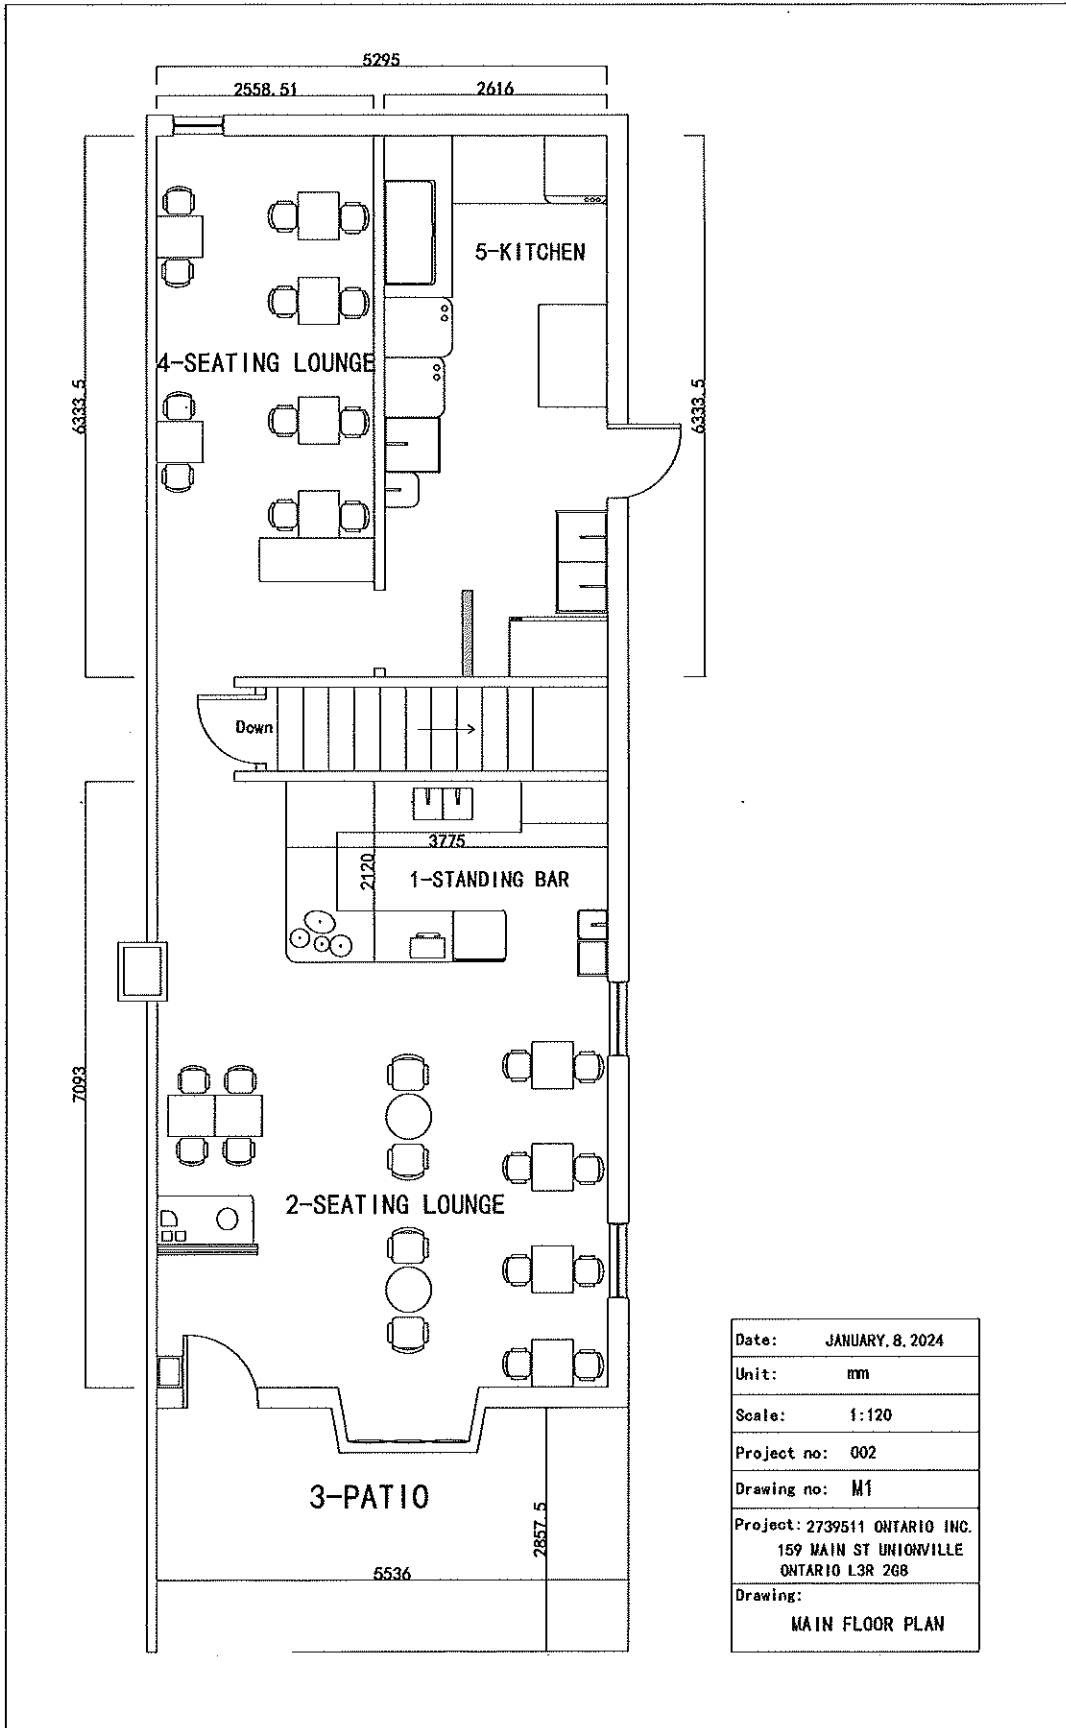 5295
2558.51
2616
5-KITCHEN
4-SEATING LOUNGE
6333.5
6333.5
Down
3775
2120
1-STANDING BAR
7093
2-SEATING LOUNGE
3-PATIO
2857.5
5536
Date: JANUARY.8.2024
Unit: mm
Scale: 1:120
Project no: 002
Drawing no: M1
Project: 2739511 ONTARIO INC.
159 MAIN ST UNIONVILLE
ONTARIO L3R 2G8
Drawing:
MAIN FLOOR PLAN